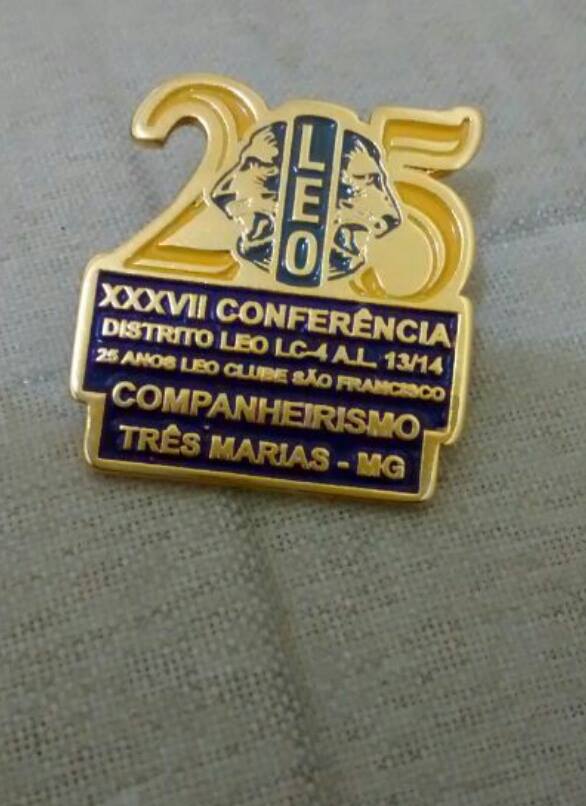 25
LEO
XXXVII CONFERÊNCIA
DISTRITO LEO LC-4 A.L. 13/14
25 ANOS LEO CLUBE SÃO FRANCISCO
COMPANHEIRISMO
TRÊS MARIAS - MG